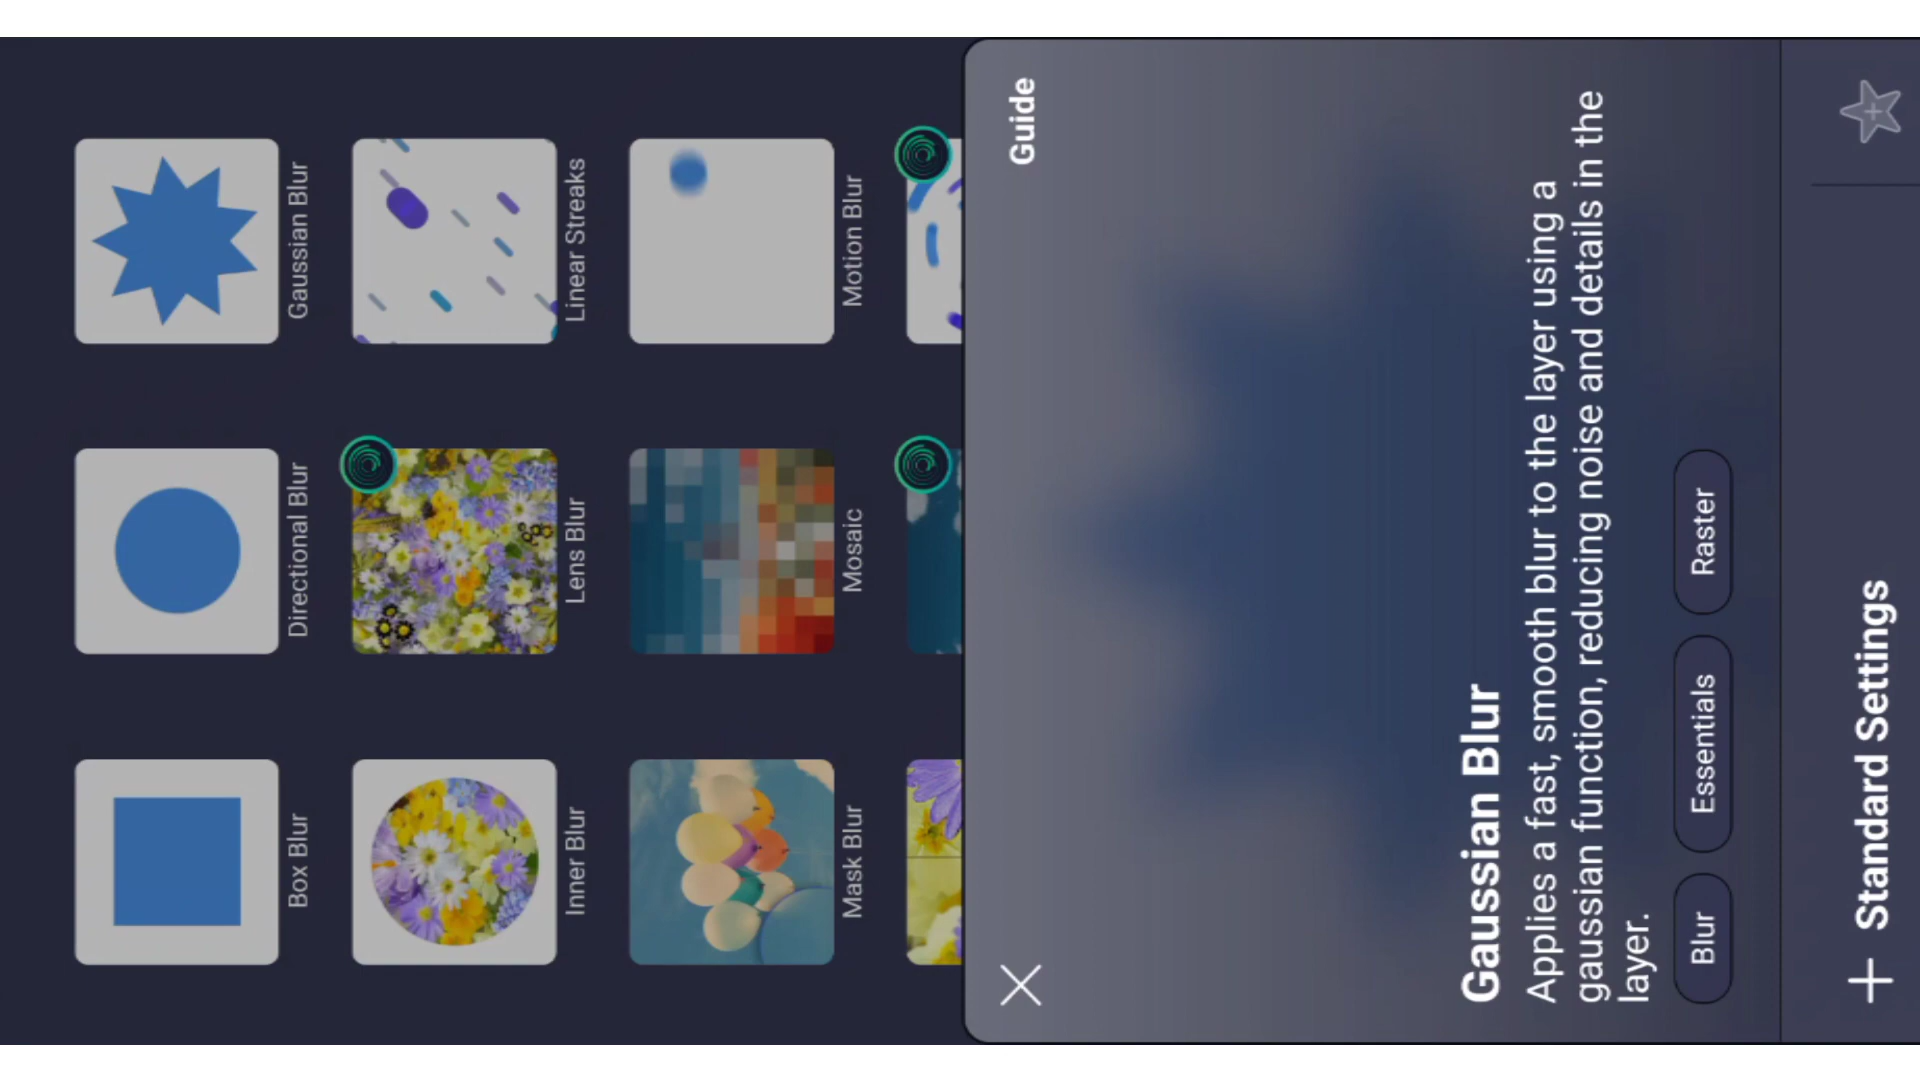 Box Blur
Directional Blur
Gaussian Blur
Inner Blur
Lens Blur
Linear Streaks
Mask Blur
Mosaic
Motion Blur
Guide
Gaussian Blur
Applies a fast, smooth blur to the layer using a
gaussian function, reducing noise and details in the
layer.
Blur
Essentials
Raster
+ Standard Settings